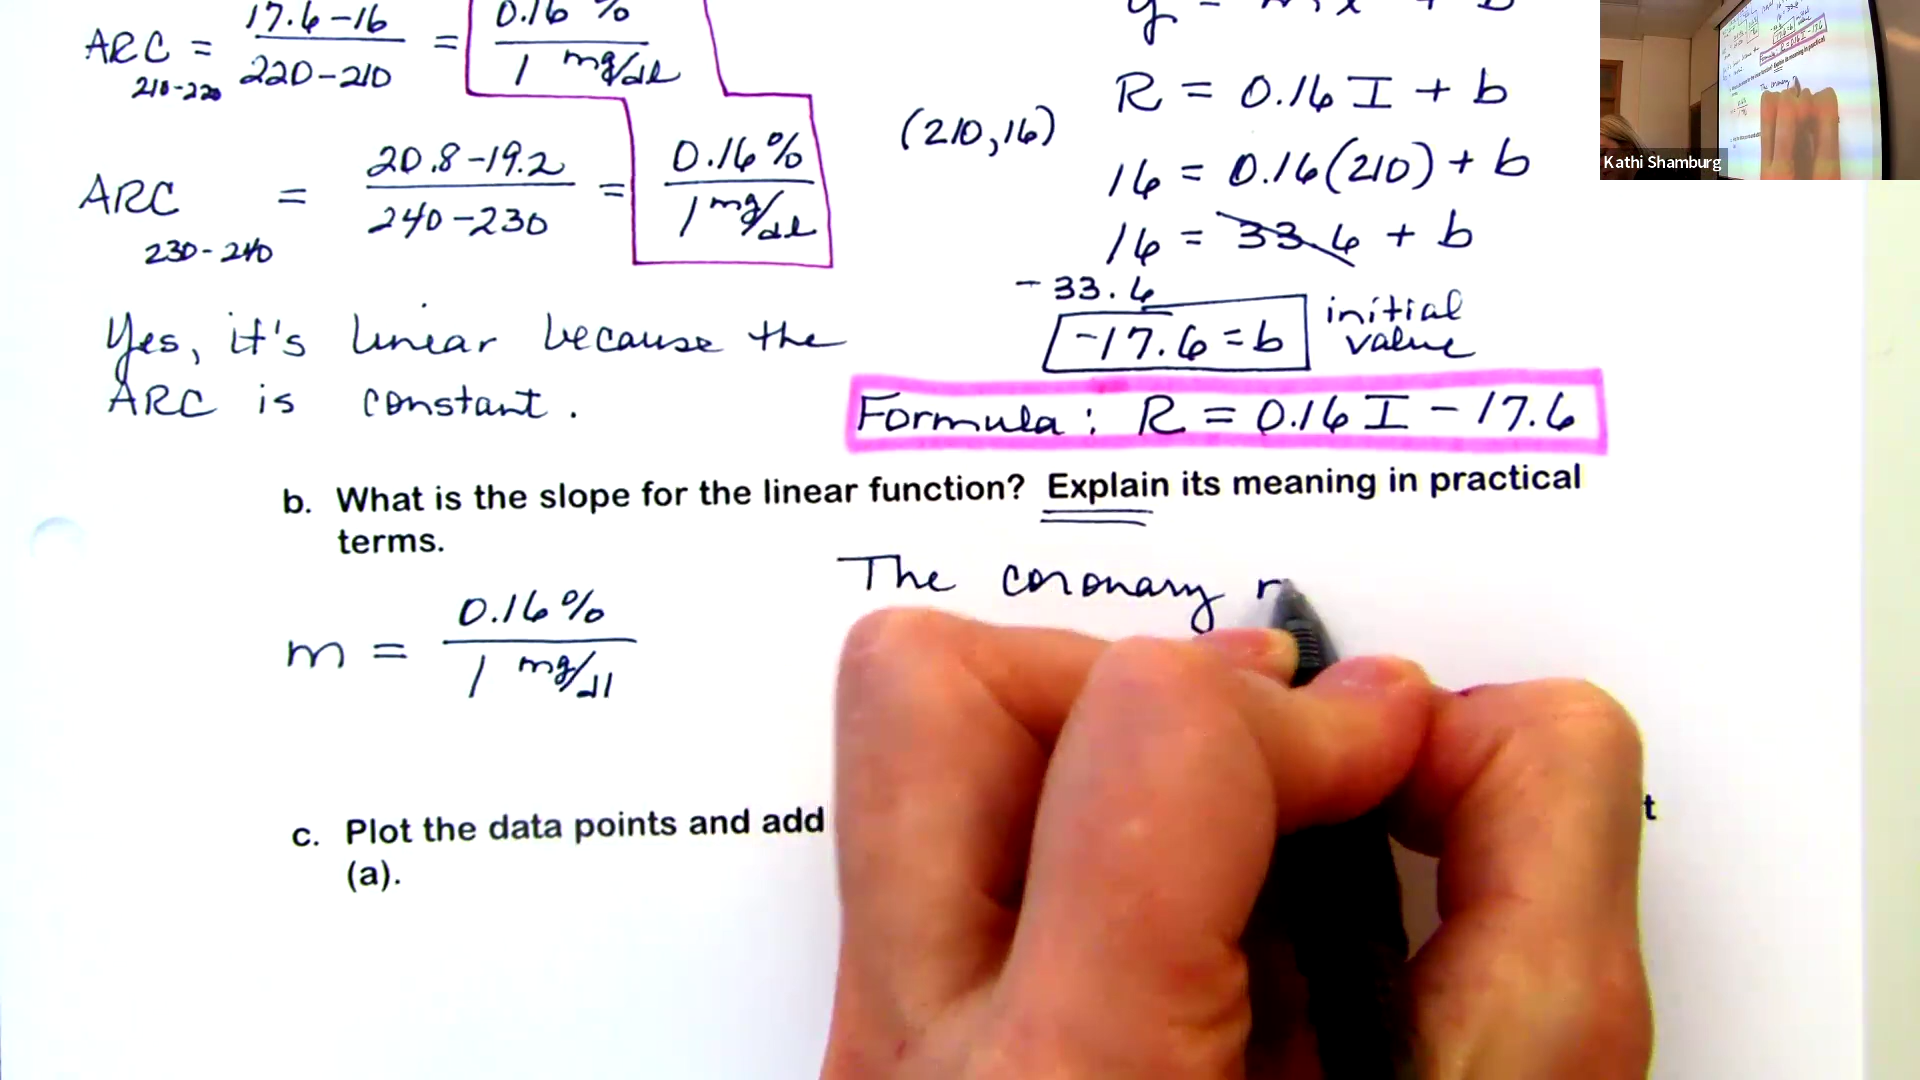 ARC = 17.6-16 / 220-210 = 0.16 % / 1 mg/dl
210-220
y = m x + b
R = 0.16 I + b
(210,16)
16 = 0.16(210) + b
ARC = 20.8-19.2 / 240-230 = 0.16% / 1 mg/dl
230-240
16 = 33.6 + b
-33.6
-17.6 = b initial value
Yes, it's linear because the
ARC is constant.
Formula: R = 0.16 I - 17.6
b. What is the slope for the linear function? Explain its meaning in practical
terms.
The coronary r
m = 0.16% / 1 mg/dl
c. Plot the data points and add
t
(a).
Kathi Shamburg